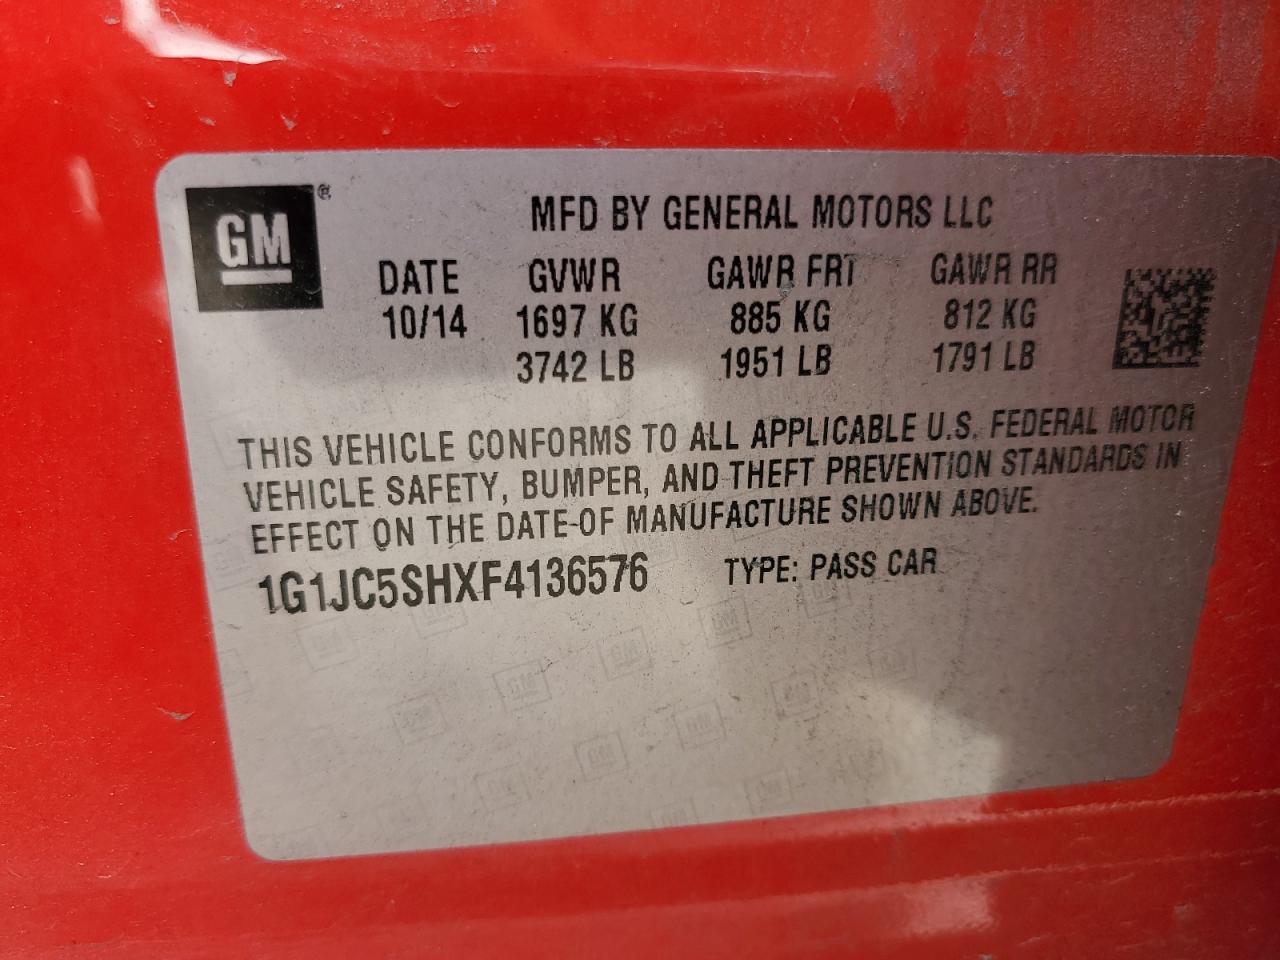 GM®
MFD BY GENERAL MOTORS LLC
DATE GVWR GAWR FRT GAWR RR
10/14 1697 KG 885 KG 812 KG
3742 LB 1951 LB 1791 LB
THIS VEHICLE CONFORMS TO ALL APPLICABLE U.S. FEDERAL MOTOR
VEHICLE SAFETY, BUMPER, AND THEFT PREVENTION STANDARDS IN
EFFECT ON THE DATE OF MANUFACTURE SHOWN ABOVE.
1G1JC5SHXF4136576 TYPE: PASS CAR